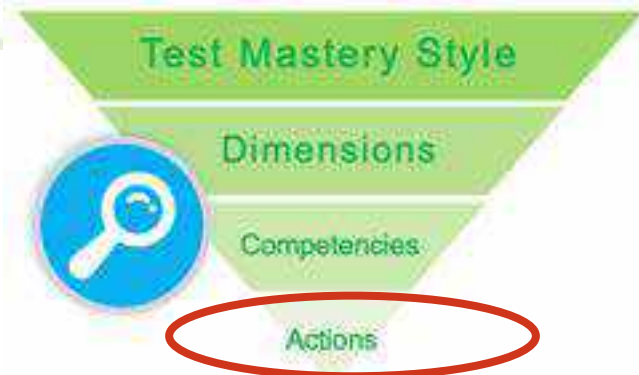 Test Mastery Style
Dimensions
Competencies
Actions